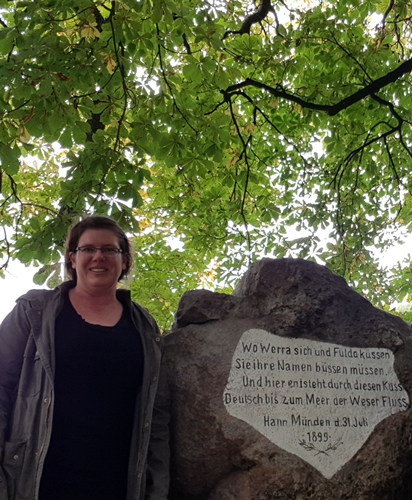 Wo Werra sich und Fulda küssen
Sie ihre Namen büssen müssen,
Und hier entsteht durch diesen Kuss
Deutsch bis zum Meer der Weser Fluss.
Hann. Münden d. 31. Juli
1899.